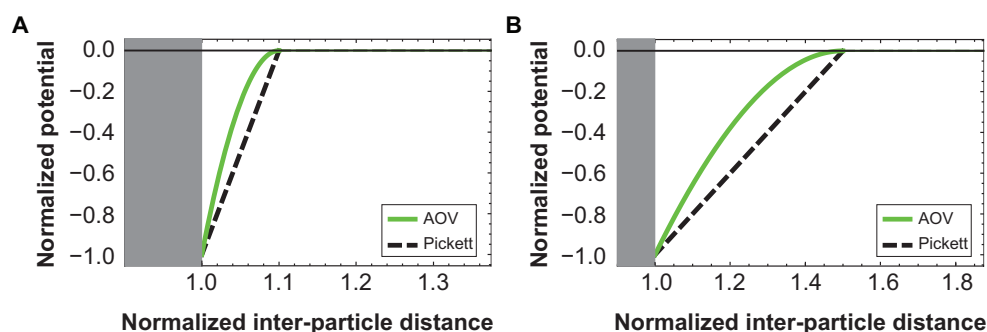 A
Normalized potential
0.0
−0.2
−0.4
−0.6
−0.8
−1.0
AOV
Pickett
1.0 1.1 1.2 1.3
Normalized inter-particle distance
B
Normalized potential
0.0
−0.2
−0.4
−0.6
−0.8
−1.0
AOV
Pickett
1.0 1.2 1.4 1.6 1.8
Normalized inter-particle distance